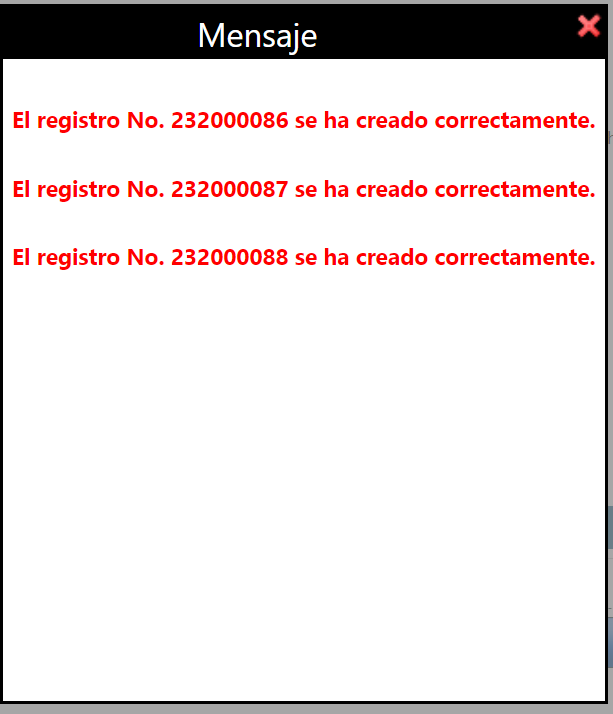 Mensaje
El registro No. 232000086 se ha creado correctamente.
El registro No. 232000087 se ha creado correctamente.
El registro No. 232000088 se ha creado correctamente.